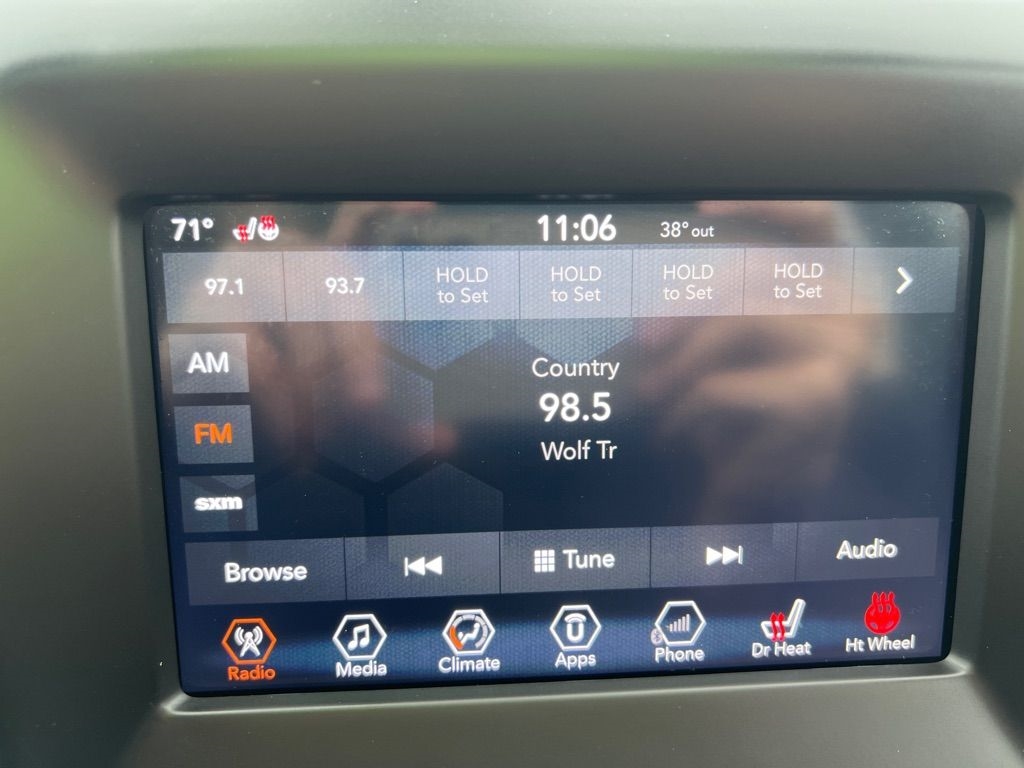 71° 11:06 38° out
97.1 93.7 HOLD HOLD HOLD HOLD
to Set to Set to Set to Set
AM
Country
98.5
FM
Wolf Tr
sxm
Browse Tune Audio
Radio Media Climate Apps Phone Dr Heat Ht Wheel